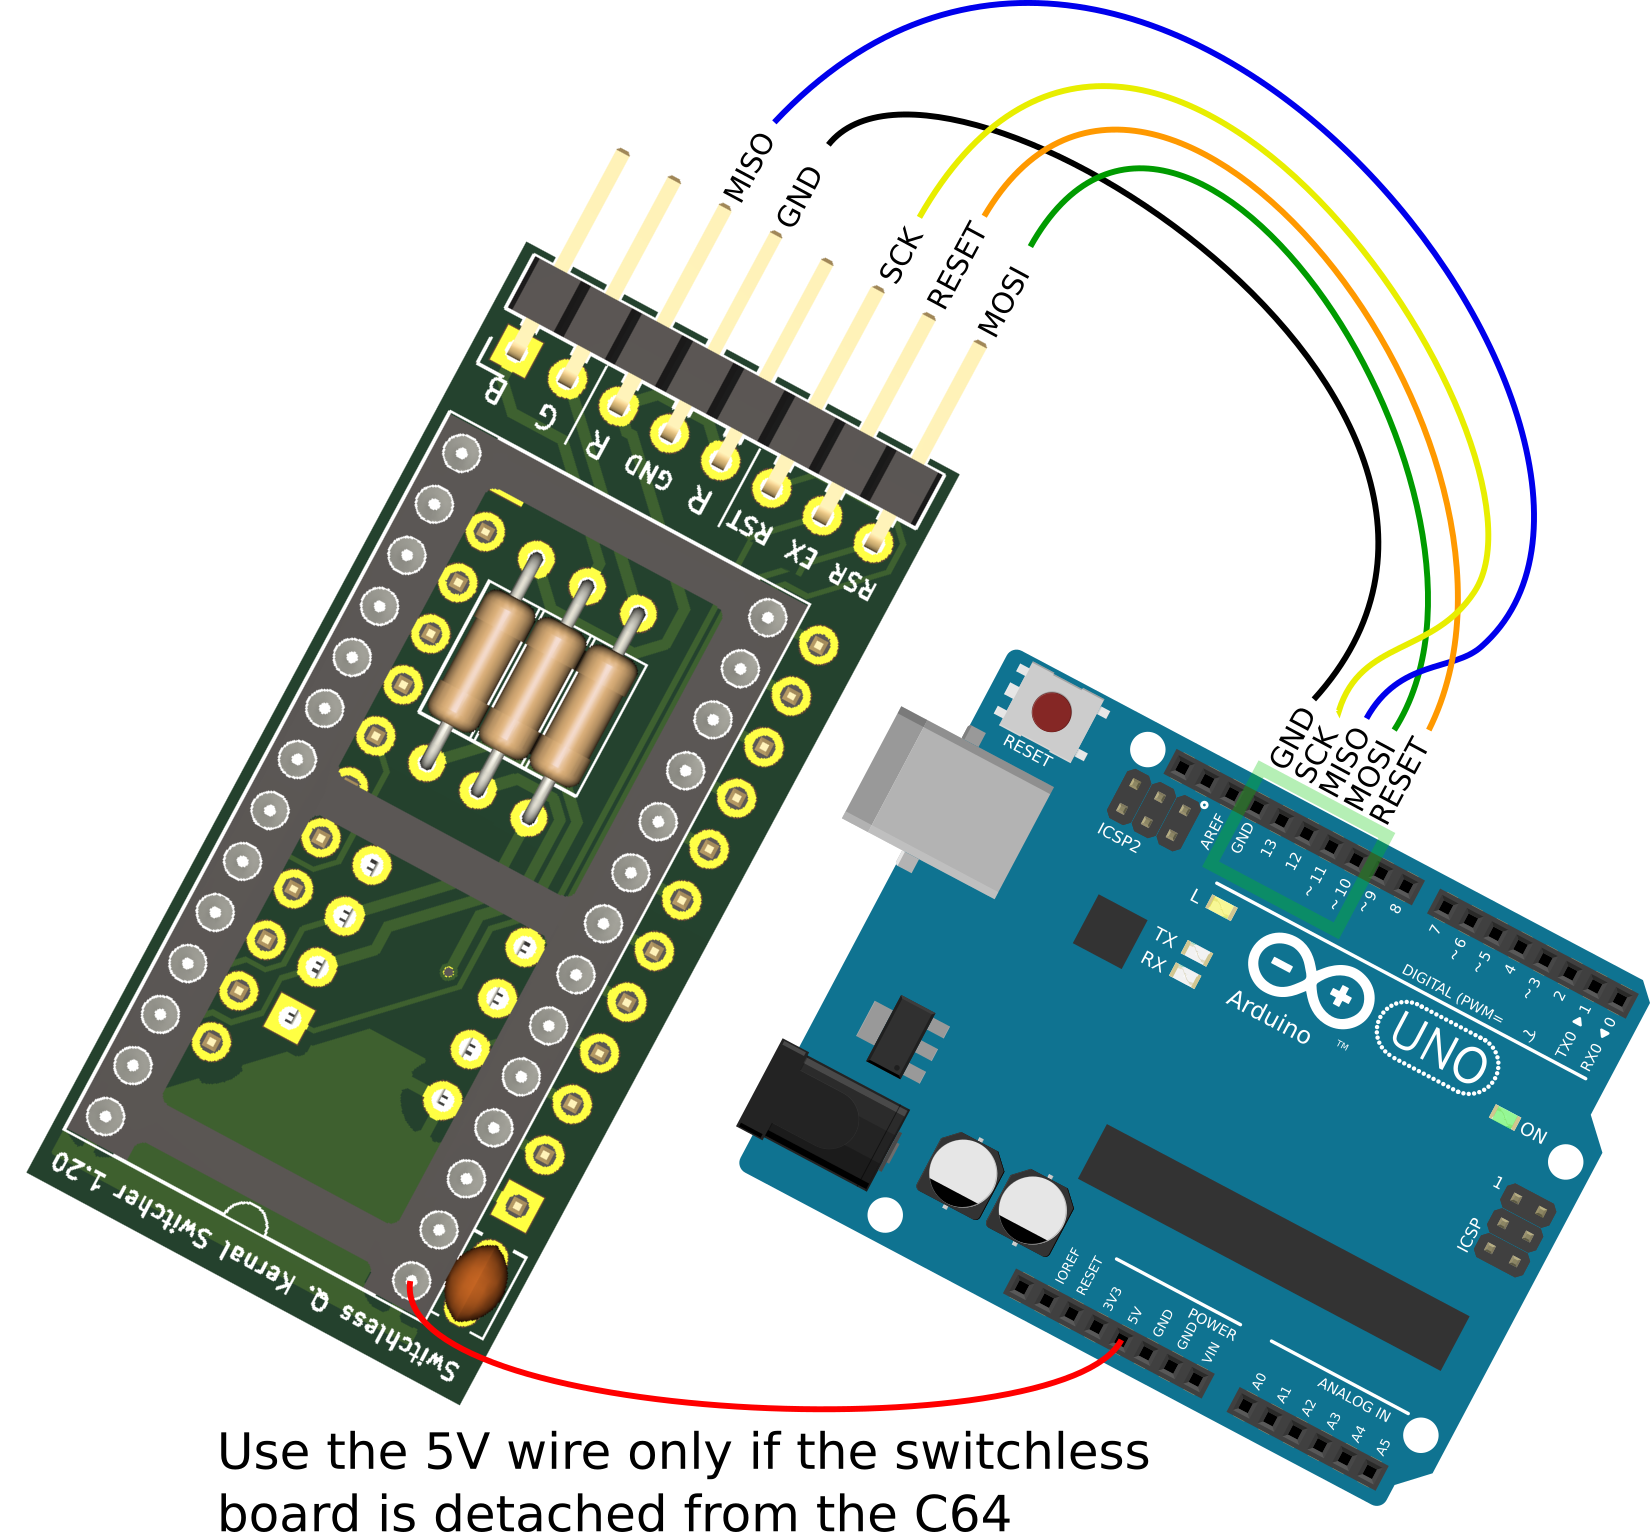 MISO
GND
SCK
RESET
MOSI
B
G
R
GND
R
RST
EX
RSR
GND
SCK
MISO
MOSI
RESET
RESET
ICSP2
AREF
GND
13
12
~11
~10
~9
8
7
~6
~5
4
~3
2
TX0 ▲ 1
RX0 ▼ 0
L
TX
RX
DIGITAL (PWM= ~)
Arduino
TM
UNO
ON
1
ICSP
IOREF
RESET
3V3
5V
GND
GND
VIN
POWER
A0
A1
A2
A3
A4
A5
ANALOG IN
Switchless Q. Kernal Switcher 1.20
Use the 5V wire only if the switchless
board is detached from the C64